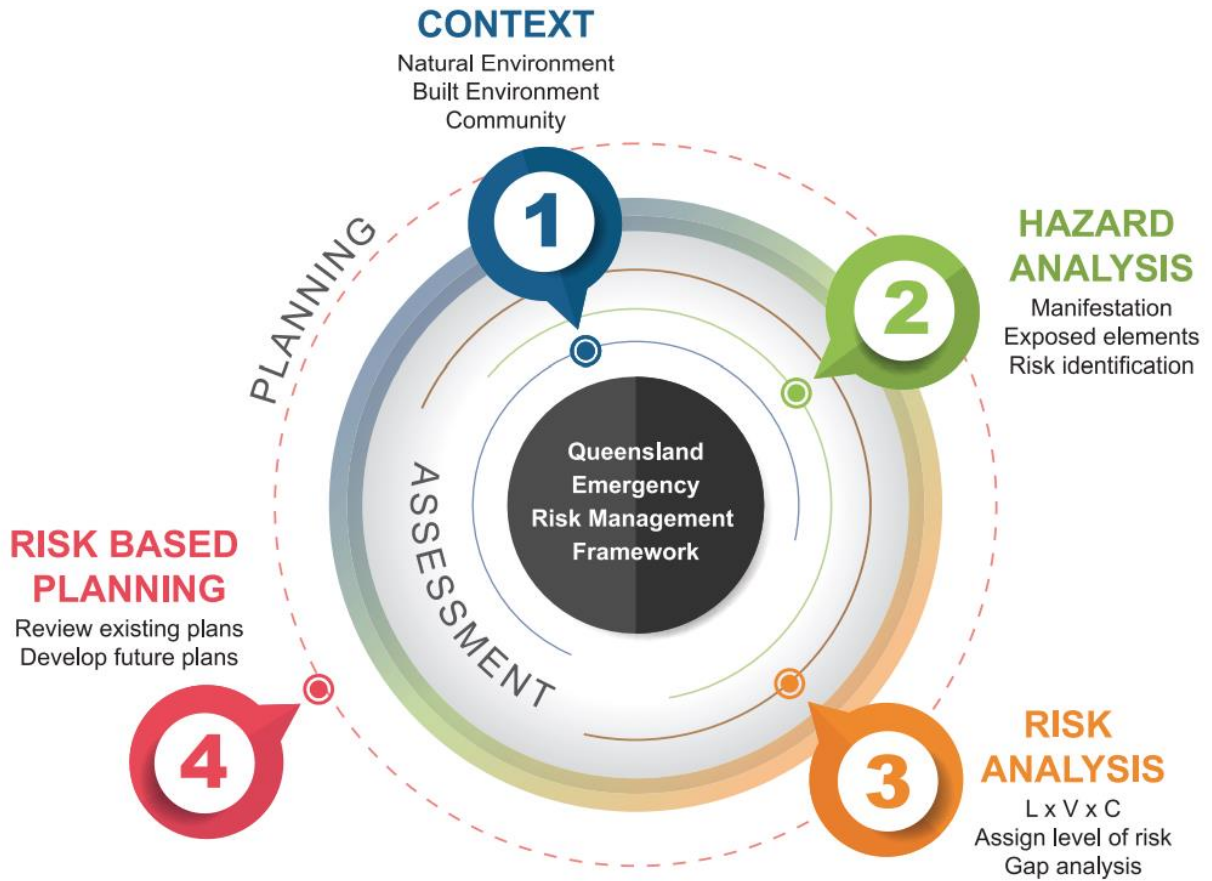 CONTEXT
Natural Environment
Built Environment
Community
1
PLANNING
2
HAZARD
ANALYSIS
Manifestation
Exposed elements
Risk identification
ASSESSMENT
Queensland
Emergency
Risk Management
Framework
3
RISK
ANALYSIS
L x V x C
Assign level of risk
Gap analysis
RISK BASED
PLANNING
Review existing plans
Develop future plans
4